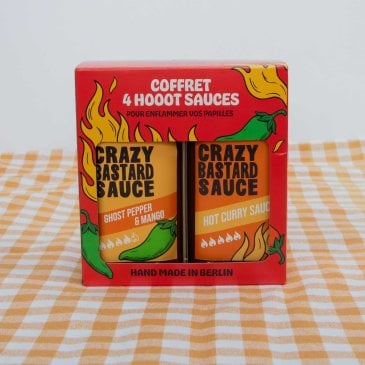 COFFRET
4 HOOOT SAUCES
POUR ENFLAMMER VOS PAPILLES
CRAZY
BASTARD
SAUCE
GHOST PEPPER
& MANGO
CRAZY
BASTARD
SAUCE
HOT CURRY SAUC
HAND MADE IN BERLIN